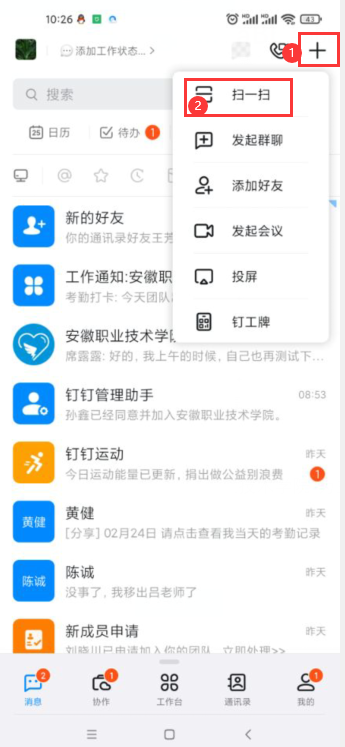 10:26
43
添加工作状态...
1
2
扫一扫
搜索
发起群聊
25 日历
待办 1
添加好友
发起会议
投屏
钉工牌
新的好友
你的通讯录好友王芳
工作通知:安徽职
考勤打卡: 今天团队
安徽职业技术学院
席露露: 好的，我上午的时候，自己也再测试下...
钉钉管理助手 08:53
孙鑫已经同意并加入安徽职业技术学院。
钉钉运动 昨天
今日运动能量已更新，捐出做公益别浪费 1
黄健 黄健 昨天
[分享] 02月24日 请点击查看我当天的考勤记录
陈诚 陈诚 昨天
没事了，我移出吕老师了
新成员申请 昨天
刘晓川已申请加入你的团队，立即处理>>
2 1 1
消息 协作 工作台 通讯录 我的